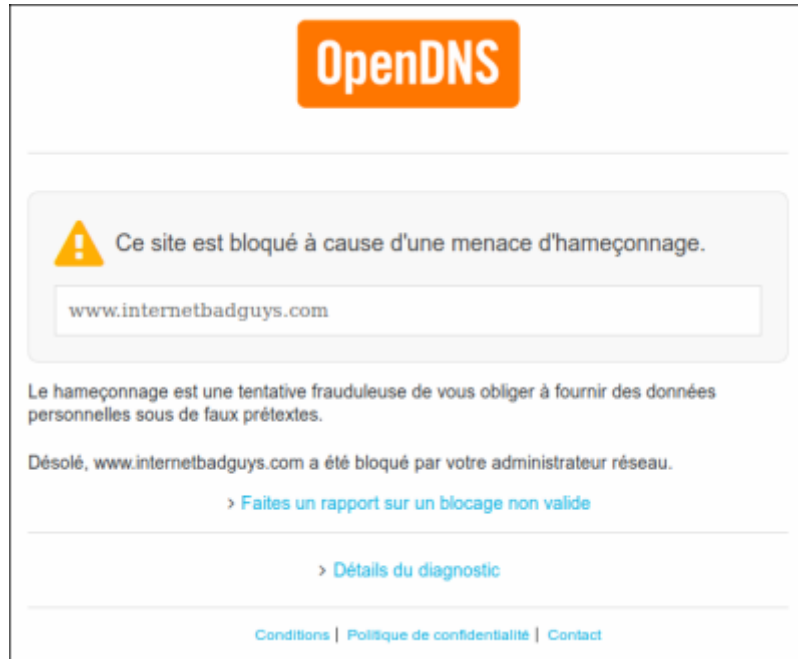 OpenDNS
Ce site est bloqué à cause d'une menace d'hameçonnage.
www.internetbadguys.com
Le hameçonnage est une tentative frauduleuse de vous obliger à fournir des données
personnelles sous de faux prétextes.
Désolé, www.internetbadguys.com a été bloqué par votre administrateur réseau.
> Faites un rapport sur un blocage non valide
> Détails du diagnostic
Conditions | Politique de confidentialité | Contact